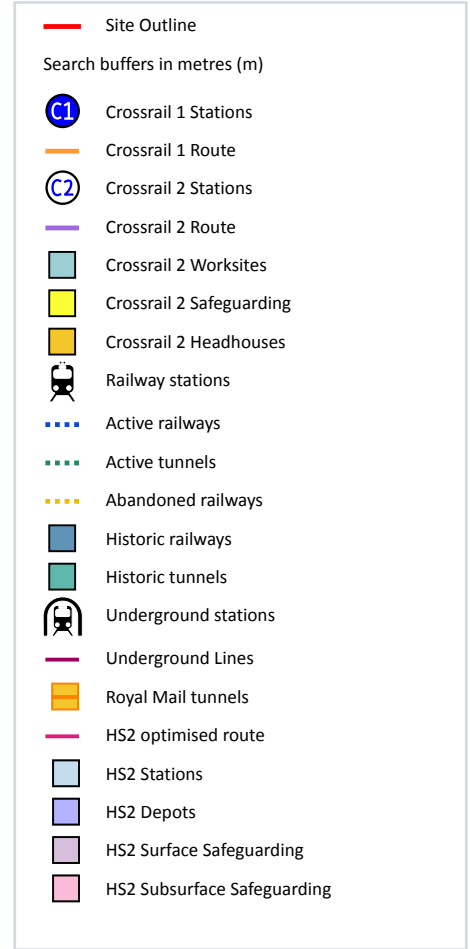 Site Outline
Search buffers in metres (m)
C1 Crossrail 1 Stations
Crossrail 1 Route
C2 Crossrail 2 Stations
Crossrail 2 Route
Crossrail 2 Worksites
Crossrail 2 Safeguarding
Crossrail 2 Headhouses
Railway stations
Active railways
Active tunnels
Abandoned railways
Historic railways
Historic tunnels
Underground stations
Underground Lines
Royal Mail tunnels
HS2 optimised route
HS2 Stations
HS2 Depots
HS2 Surface Safeguarding
HS2 Subsurface Safeguarding